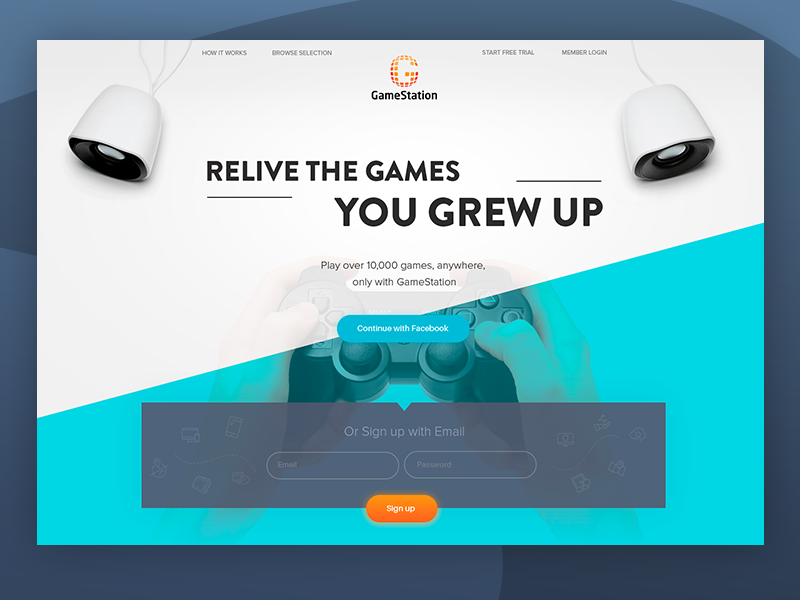 HOW IT WORKS
BROWSE SELECTION
START FREE TRIAL
MEMBER LOGIN
GameStation
RELIVE THE GAMES
YOU GREW UP
Play over 10,000 games, anywhere,
only with GameStation
Continue with Facebook
Or Sign up with Email
Email
Password
Sign up